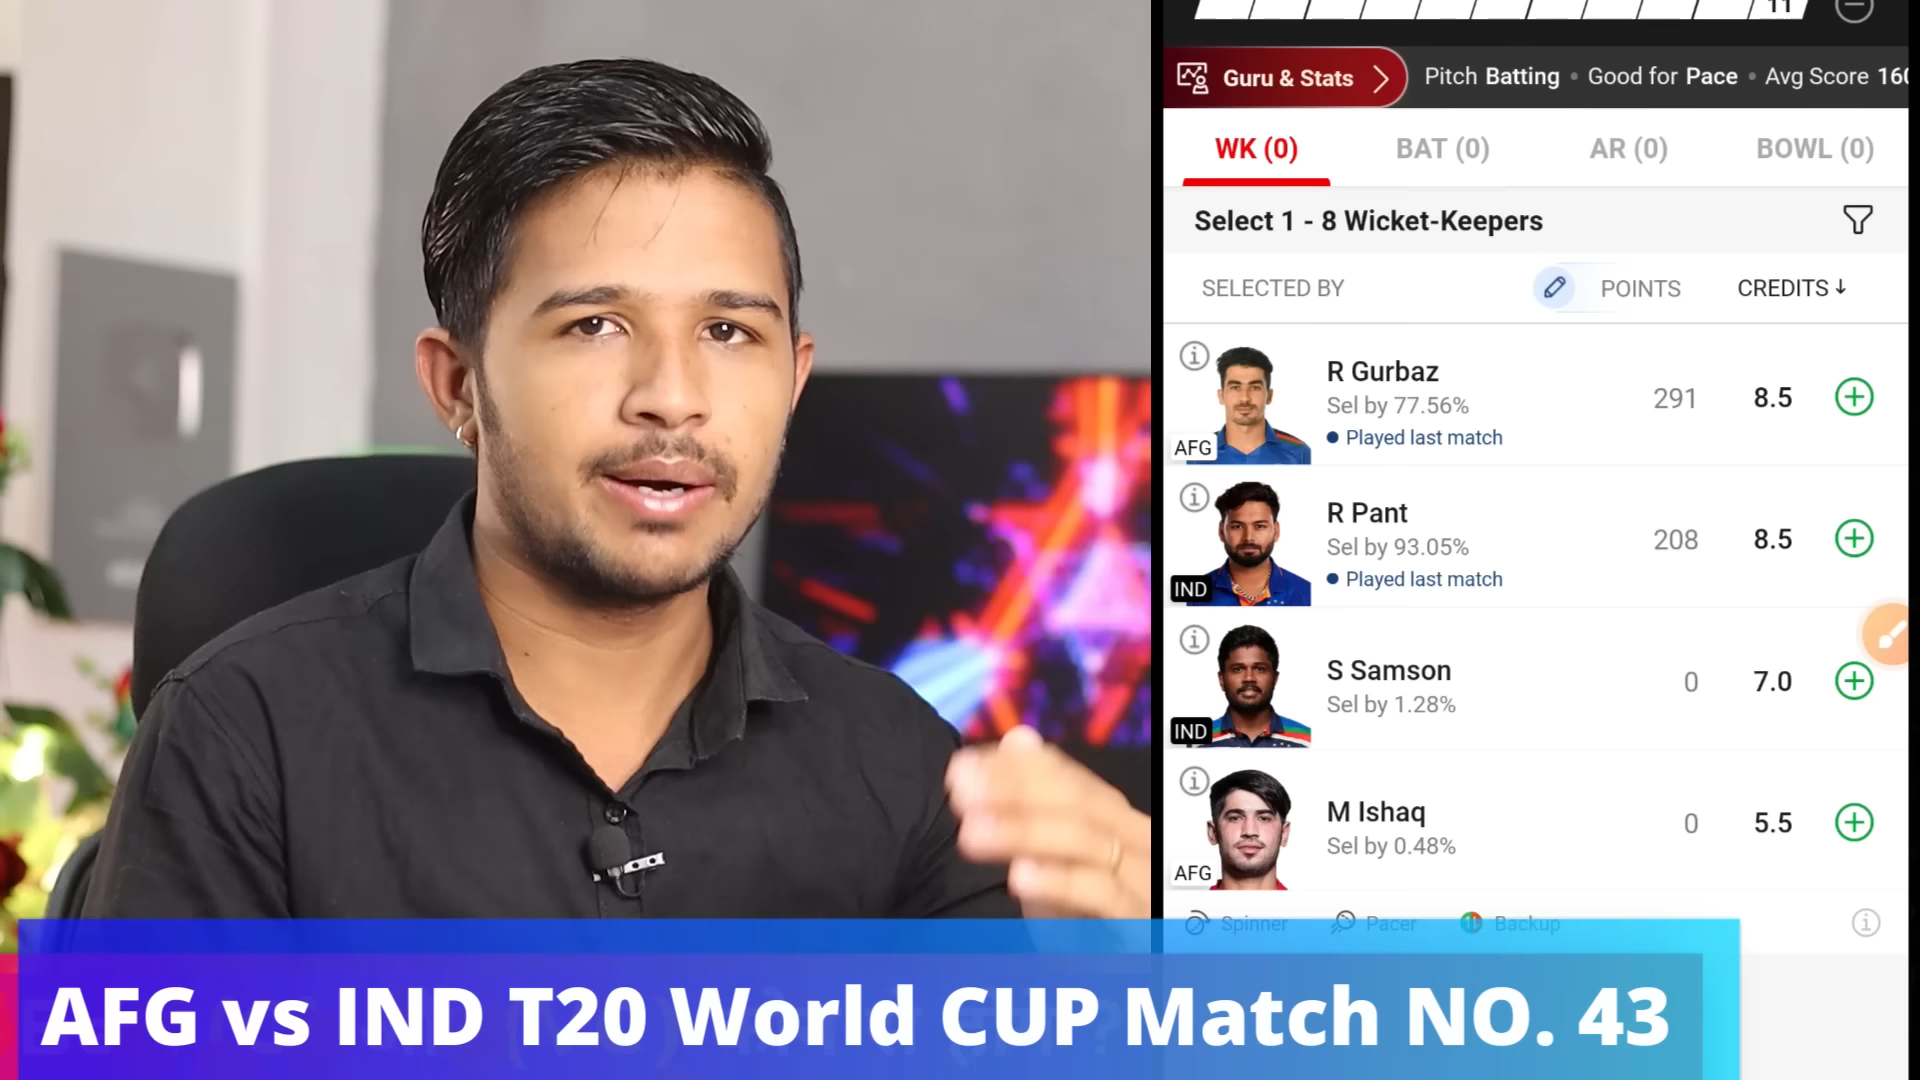 11
Guru & Stats
Pitch Batting • Good for Pace • Avg Score 160
WK (0)
BAT (0)
AR (0)
BOWL (0)
Select 1 - 8 Wicket-Keepers
SELECTED BY
POINTS
CREDITS ↓
R Gurbaz
Sel by 77.56%
Played last match
AFG
291
8.5
R Pant
Sel by 93.05%
Played last match
IND
208
8.5
S Samson
Sel by 1.28%
IND
0
7.0
M Ishaq
Sel by 0.48%
AFG
0
5.5
Spinner
Pacer
Backup
AFG vs IND T20 World CUP Match NO. 43